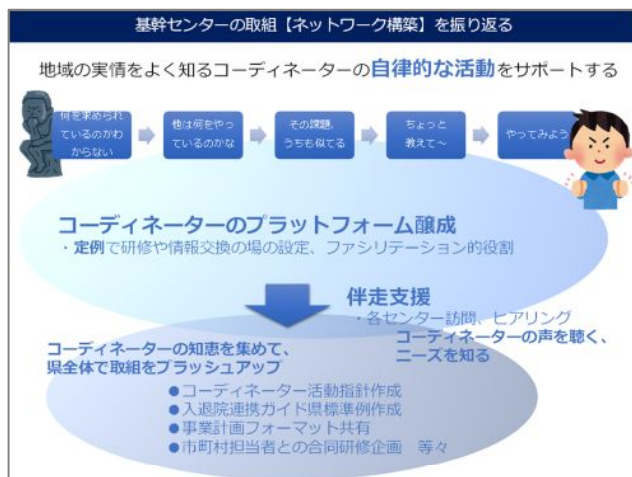 基幹センターの取組【ネットワーク構築】を振り返る
地域の実情をよく知るコーディネーターの自律的な活動をサポートする
何を求められ
ているのかわ
からない
他は何をやっ
ているのかな
その課題、
うちも似てる
ちょっと
教えて～
やってみよう
コーディネーターのプラットフォーム醸成
・定例で研修や情報交換の場の設定、ファシリテーション的役割
伴走支援
・各センター訪問、ヒアリング
コーディネーターの声を聴く、
ニーズを知る
コーディネーターの知恵を集めて、
県全体で取組をブラッシュアップ
●コーディネーター活動指針作成
●入退院連携ガイド県標準例作成
●事業計画フォーマット共有
●市町村担当者との合同研修企画 等々